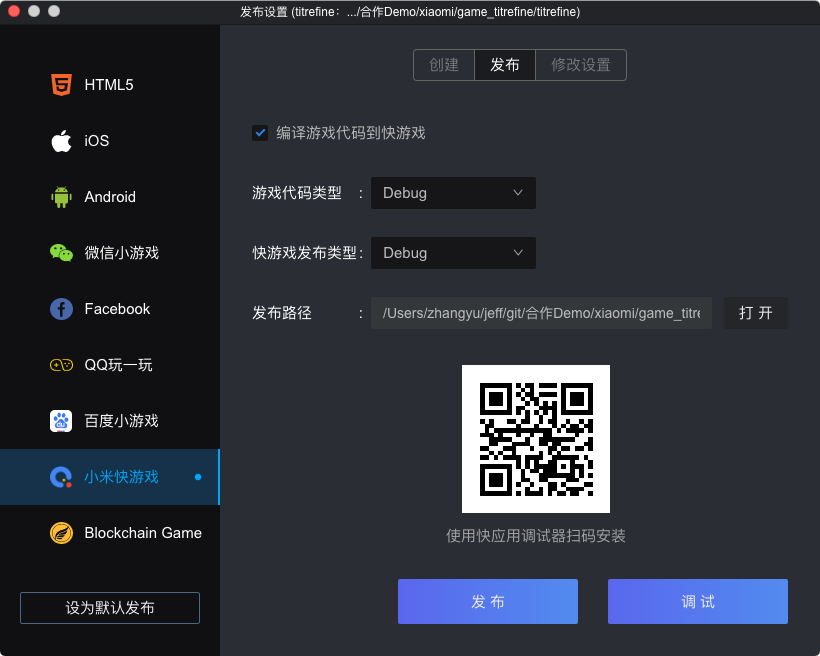 发布设置 (titrefine：.../合作Demo/xiaomi/game_titrefine/titrefine)
HTML5
iOS
Android
微信小游戏
Facebook
QQ玩一玩
百度小游戏
小米快游戏
Blockchain Game
设为默认发布
创建 发布 修改设置
编译游戏代码到快游戏
游戏代码类型 : Debug
快游戏发布类型: Debug
发布路径 : /Users/zhangyu/jeff/git/合作Demo/xiaomi/game_titre 打 开
使用快应用调试器扫码安装
发 布 调 试